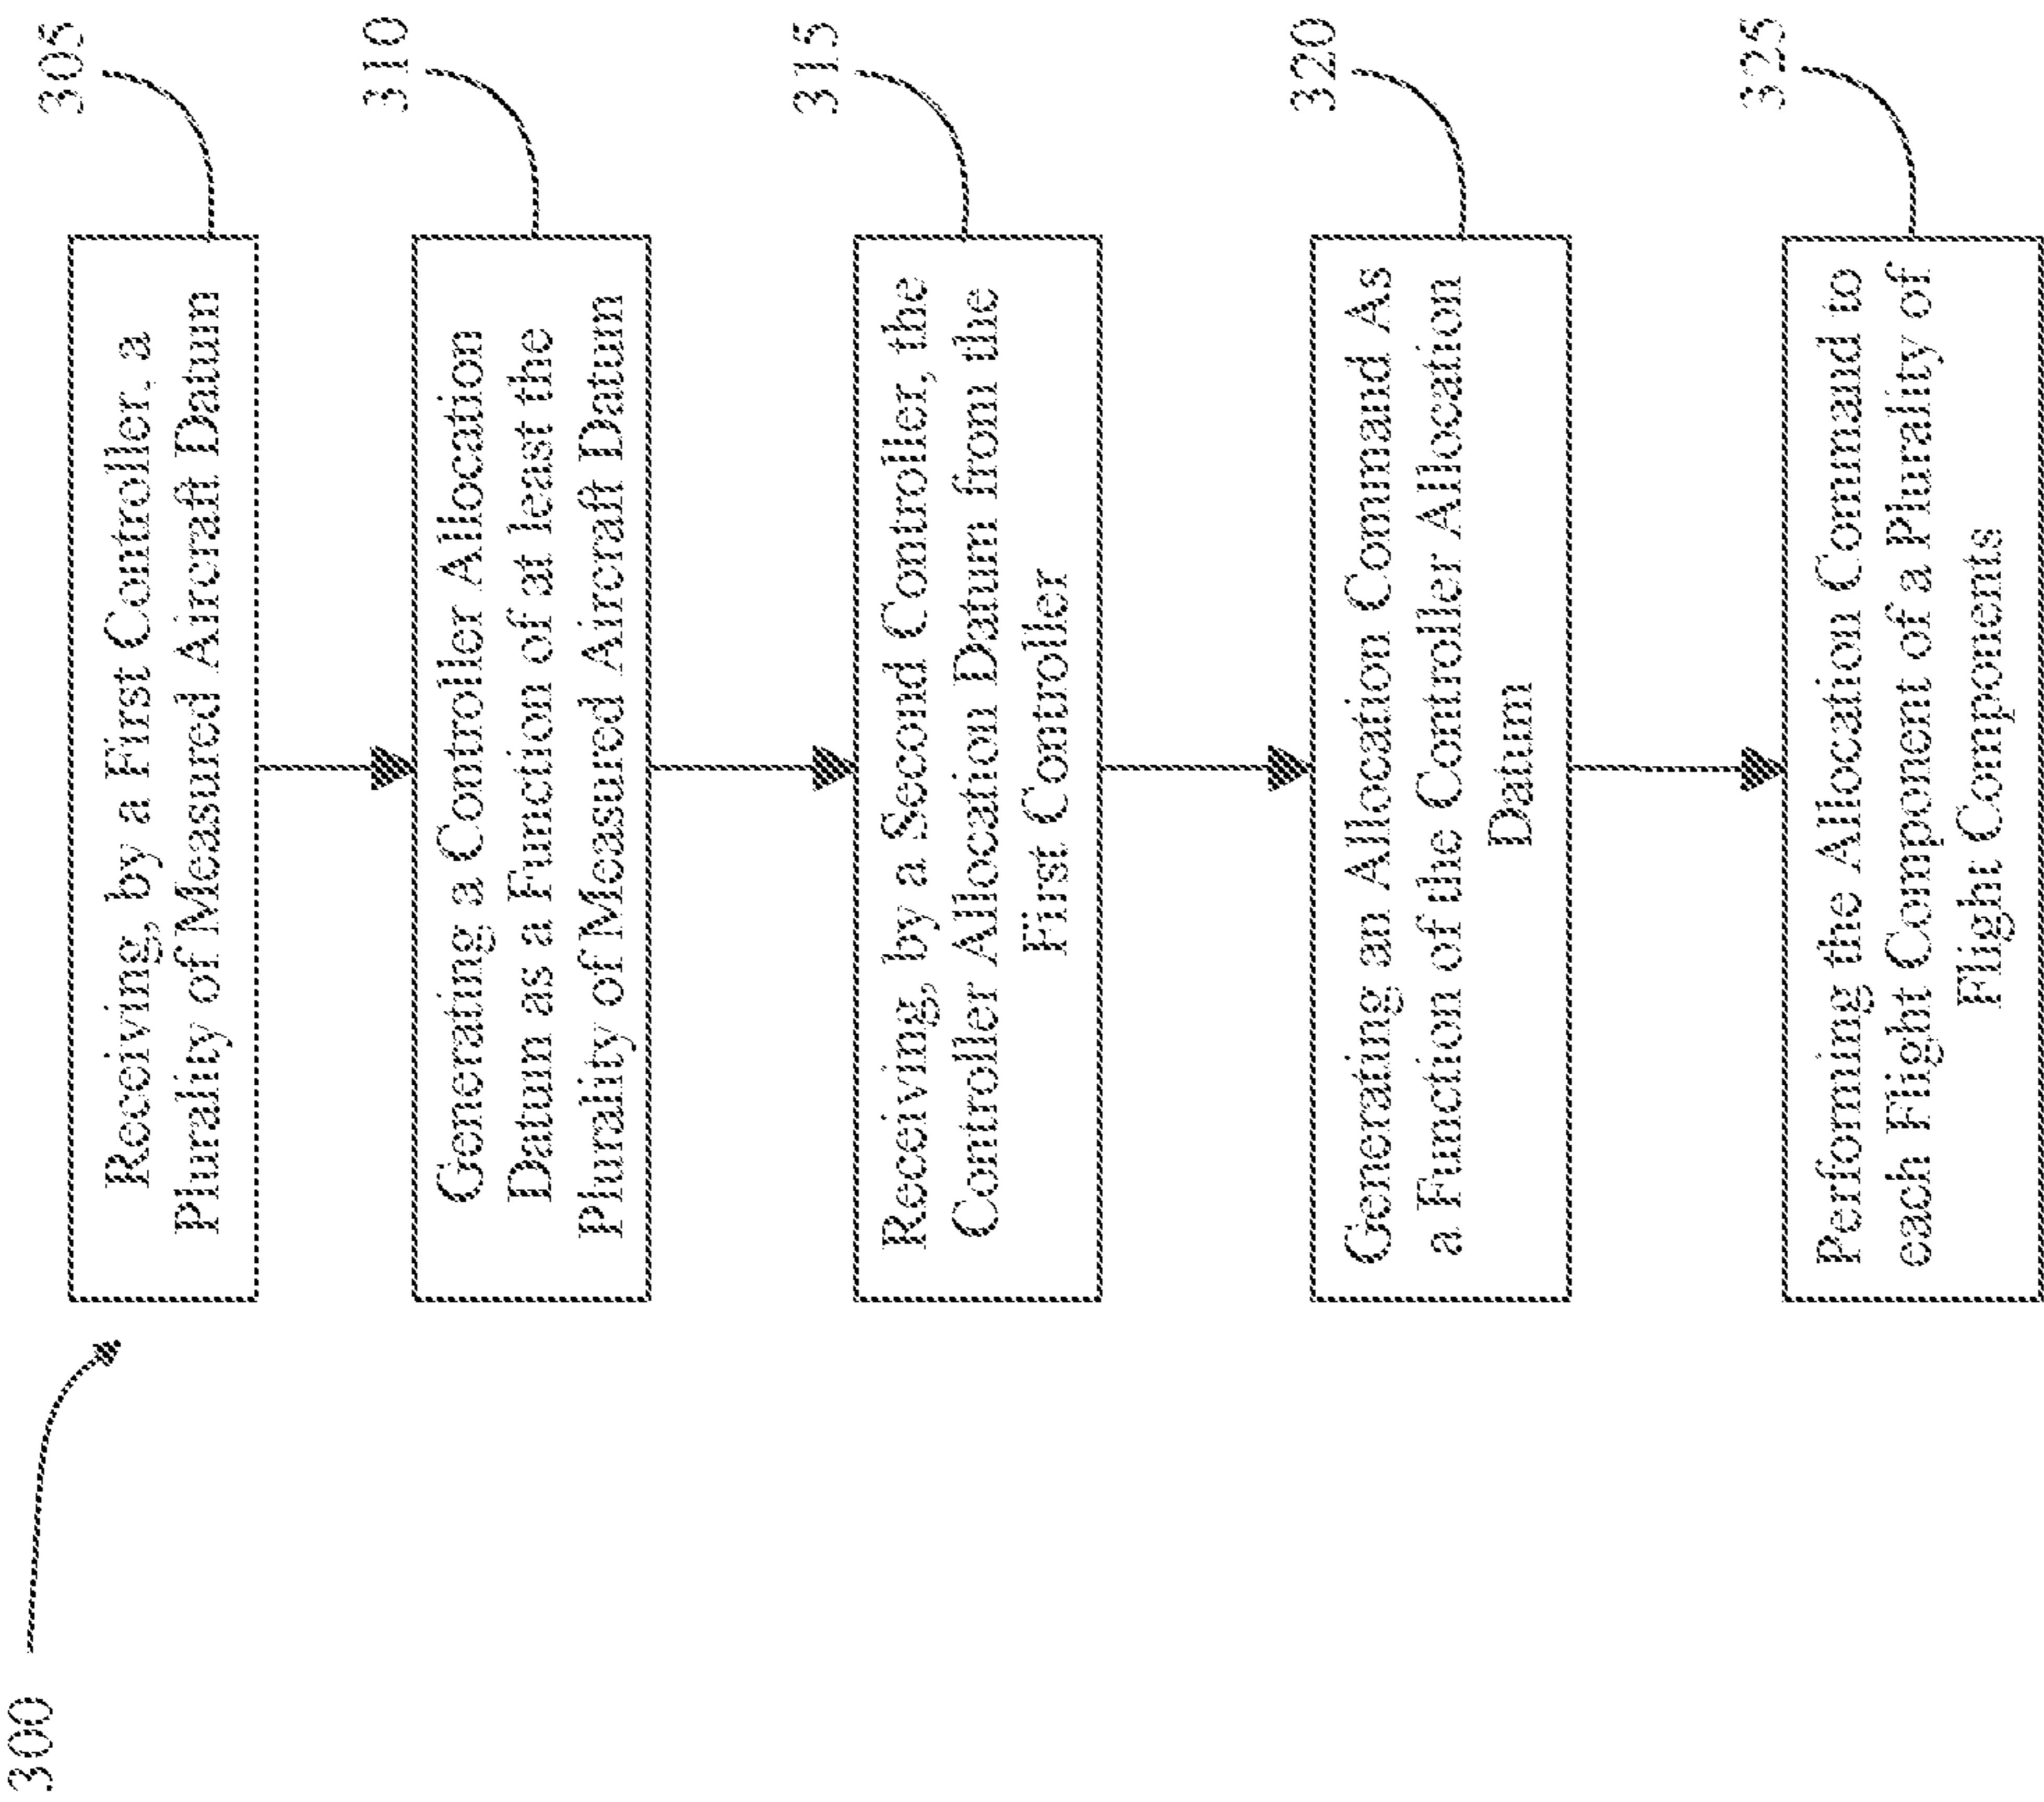 300
305
Receiving, by a First Controller, a
Plurality of Measured Aircraft Datum
310
Generating a Controller Allocation
Datum as a Function of at least the
Plurality of Measured Aircraft Datum
315
Receiving, by a Second Controller, the
Controller Allocation Datum from the
First Controller
320
Generating an Allocation Command As
a Function of the Controller Allocation
Datum
325
Performing the Allocation Command to
each Flight Component of a Plurality of
Flight Components